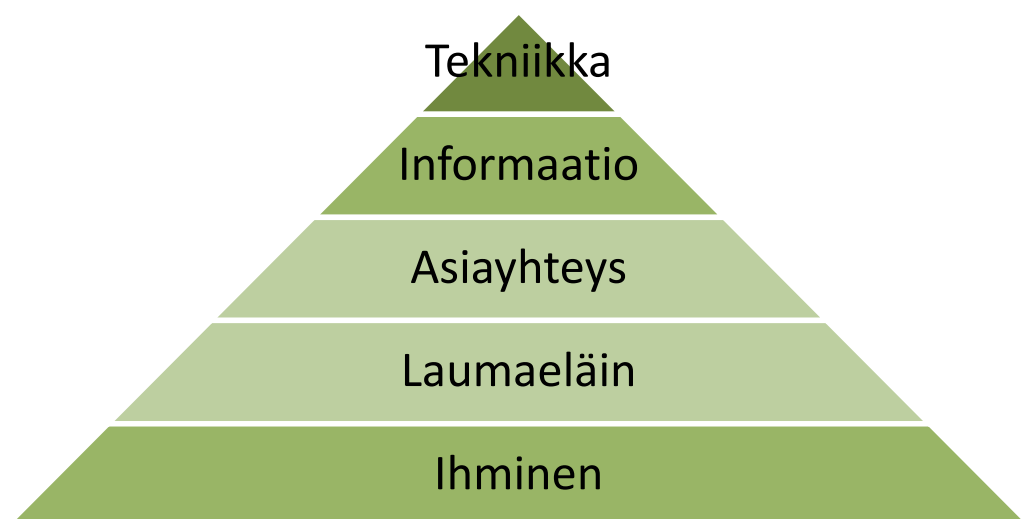 Tekniikka
Informaatio
Asiayhteys
Laumaeläin
Ihminen